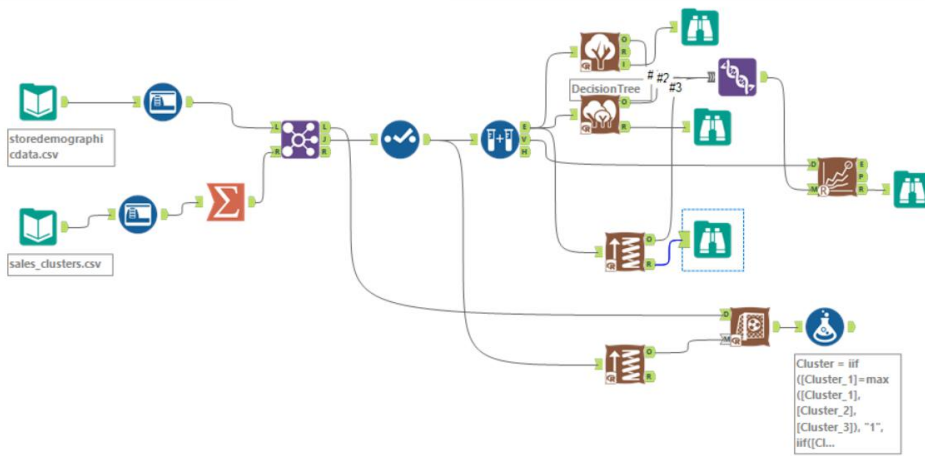 O
R
I
DecisionTree
#
#2
#3
O
R
storedemographi
cdata.csv
L
R
L
J
R
E
V
H
D
M
R
E
P
R
sales_clusters.csv
O
R
D
M
O
R
Cluster = iif
([Cluster_1]=max
([Cluster_1],
[Cluster_2],
[Cluster_3]), "1",
iif([Cl...